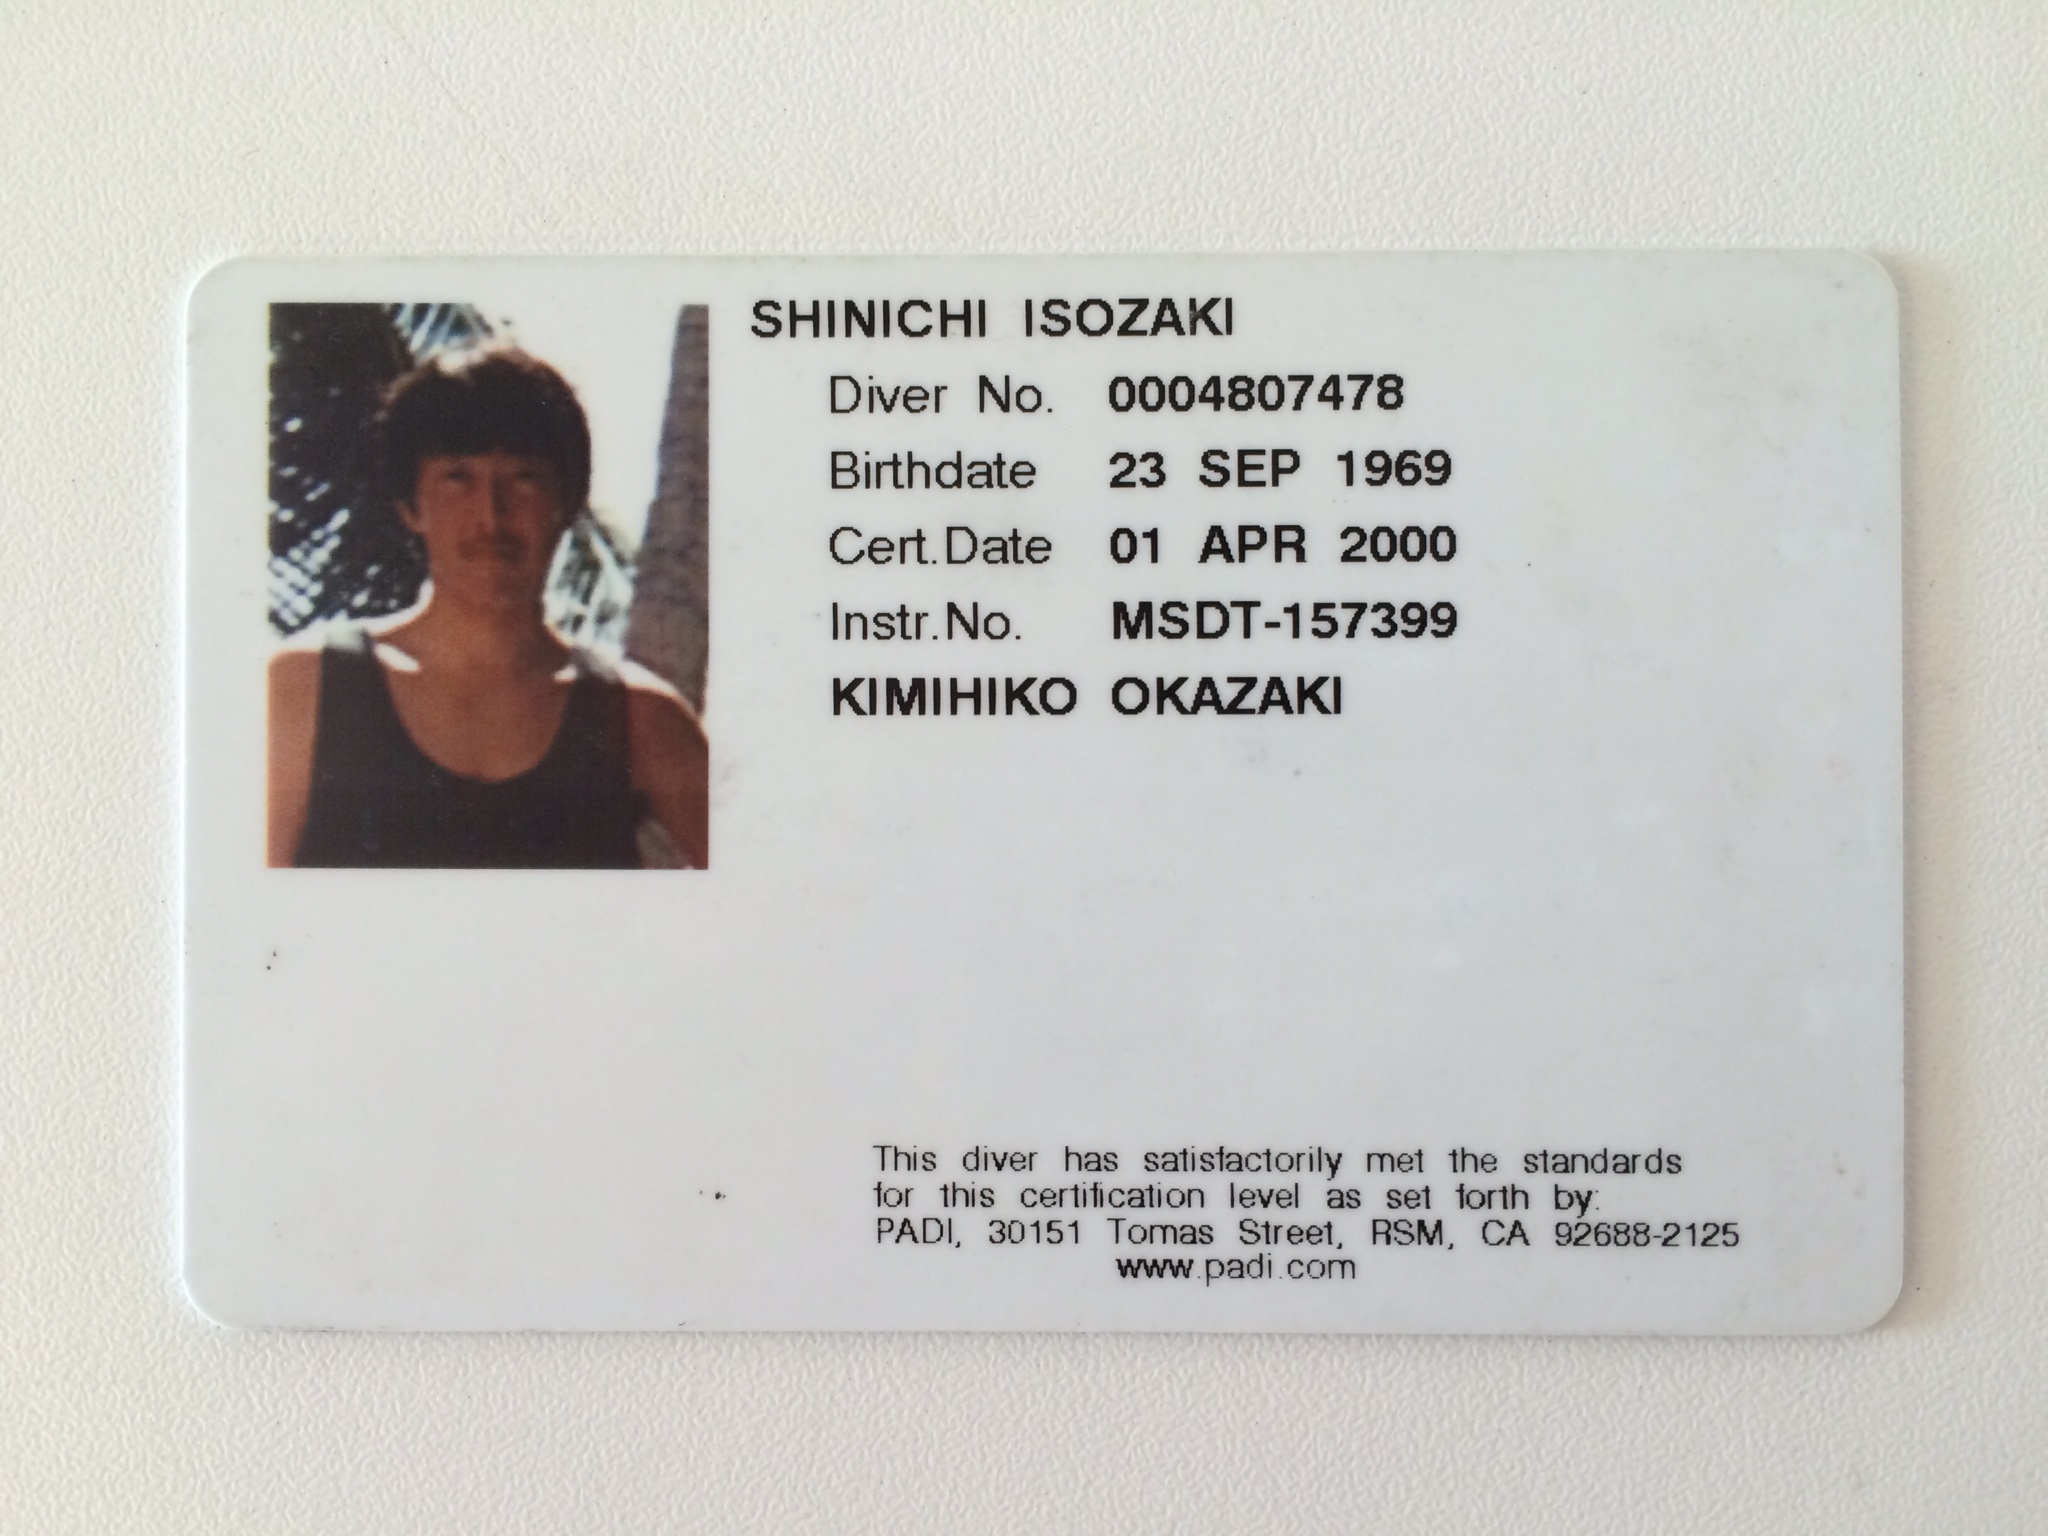 SHINICHI ISOZAKI
Diver No. 0004807478
Birthdate 23 SEP 1969
Cert.Date 01 APR 2000
Instr.No. MSDT-157399
KIMIHIKO OKAZAKI
This diver has satisfactorily met the standards
for this certification level as set forth by:
PADI, 30151 Tomas Street, RSM, CA 92688-2125
www.padi.com